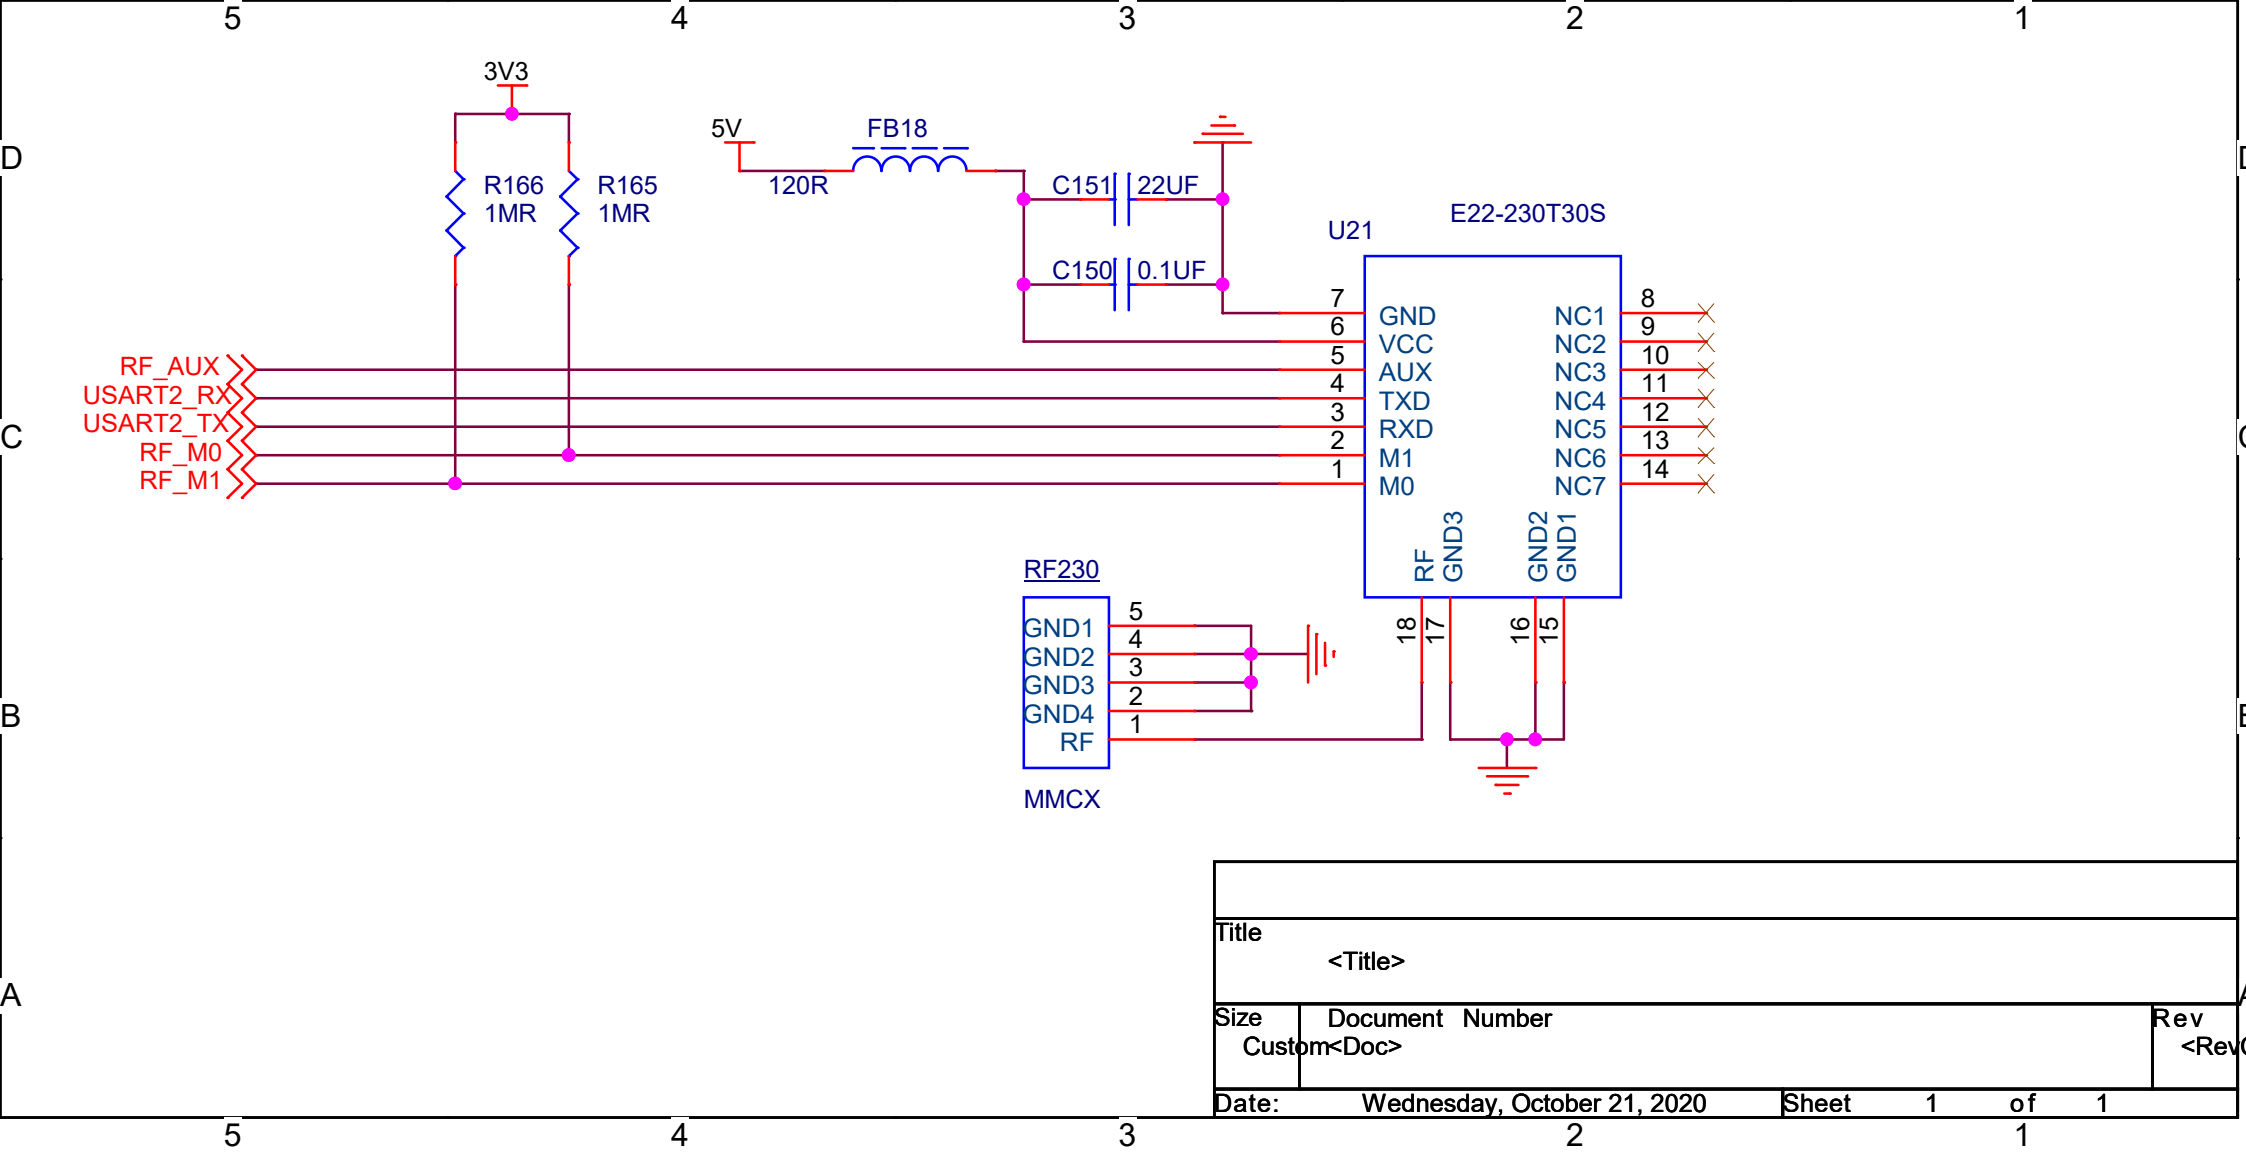 5 4 3 2 1
3V3
5V
FB18
D
D
120R
R166
1MR
R165
1MR
C151
22UF
E22-230T30S
U21
C150
0.1UF
7
GND
NC1
8
6
VCC
NC2
9
5
AUX
NC3
10
4
TXD
NC4
11
3
RXD
NC5
12
2
M1
NC6
13
1
M0
NC7
14
RF_AUX
USART2_RX
USART2_TX
RF_M0
RF_M1
C
C
RF
GND3
GND2
GND1
18
17
16
15
RF230
GND1
5
GND2
4
GND3
3
GND4
2
RF
1
MMCX
B
B
A
A
Title
<Title>
Size
Custom
Document Number
<Doc>
Rev
<RevC
Date:
Wednesday, October 21, 2020
Sheet 1 of 1
5 4 3 2 1